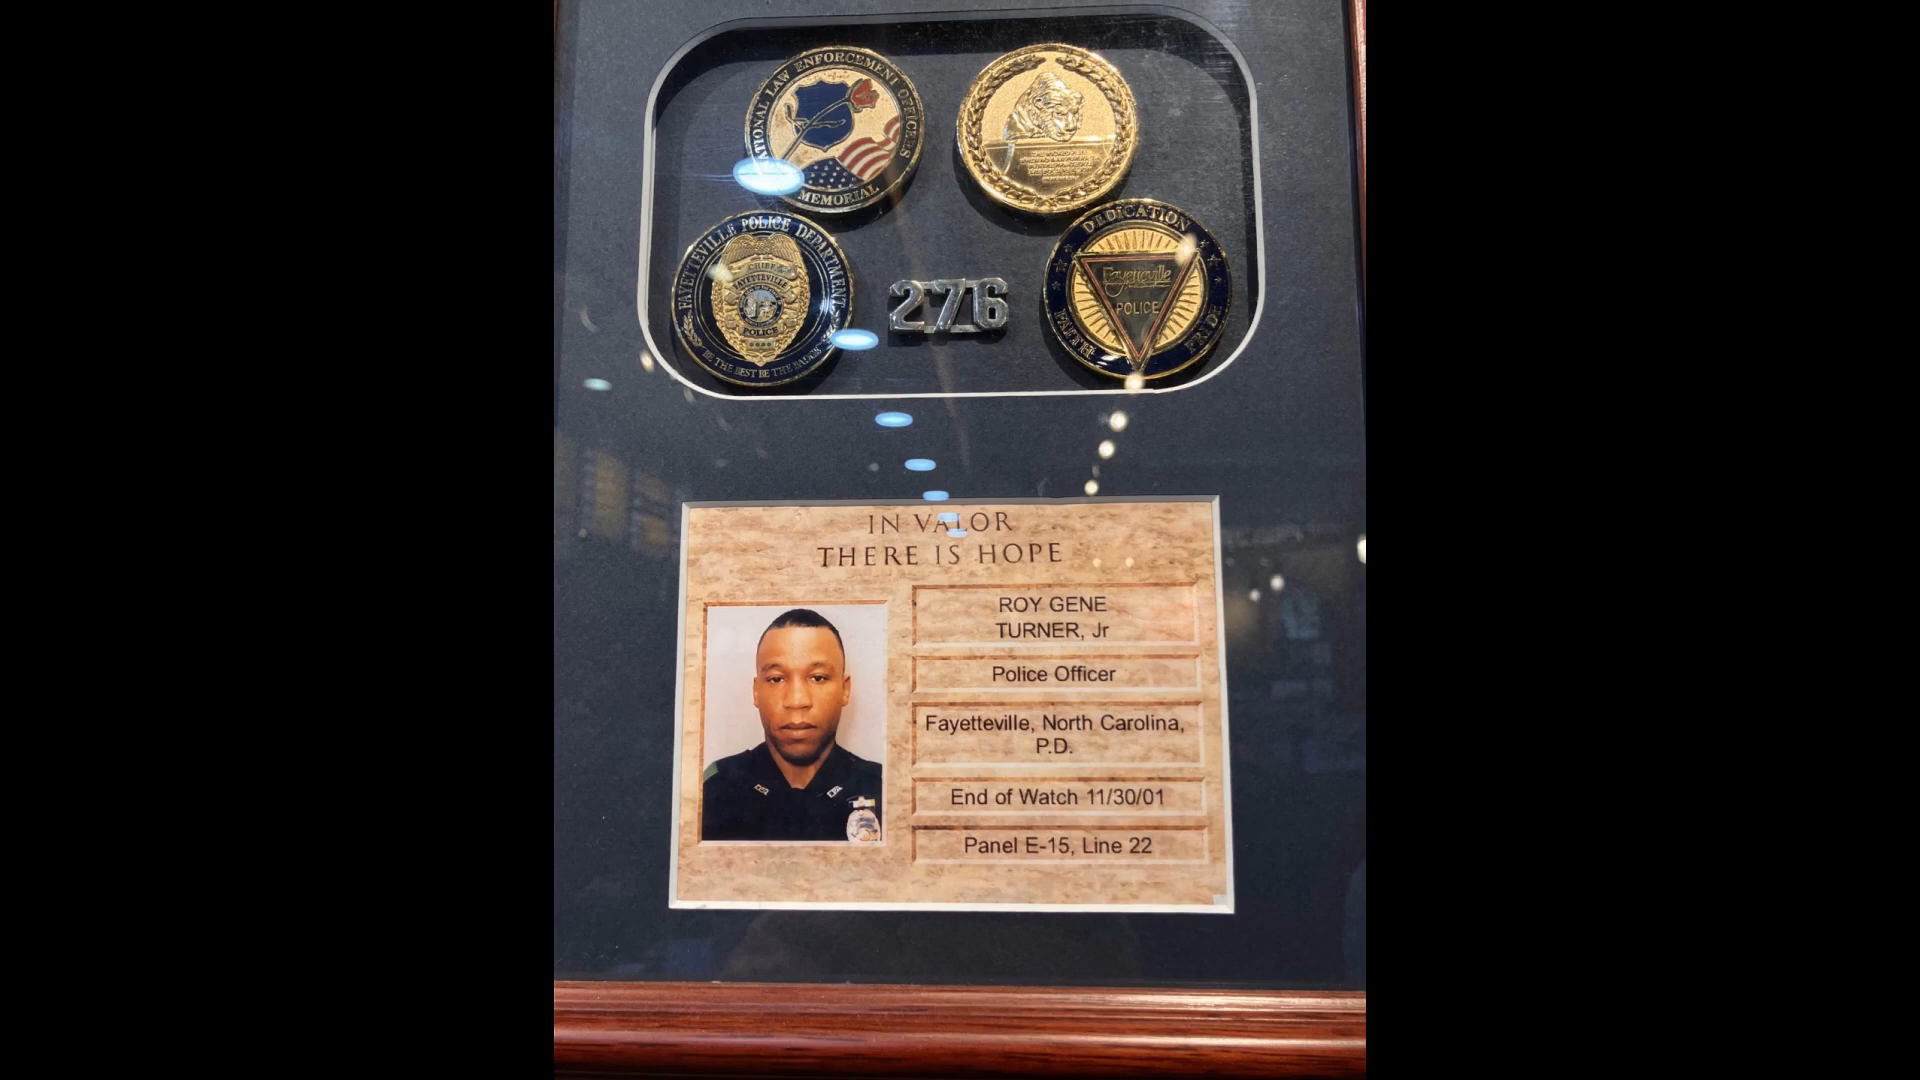 NATIONAL LAW ENFORCEMENT OFFICERS
MEMORIAL
FAYETTEVILLE POLICE DEPARTMENT
CHIEF
FAYETTEVILLE
POLICE
BE THE BEST BE THE BADGE
276
DEDICATION
Fayetteville
POLICE
FAITH
PRIDE
IN VALOR
THERE IS HOPE
ROY GENE
TURNER, Jr
Police Officer
Fayetteville, North Carolina,
P.D.
End of Watch 11/30/01
Panel E-15, Line 22